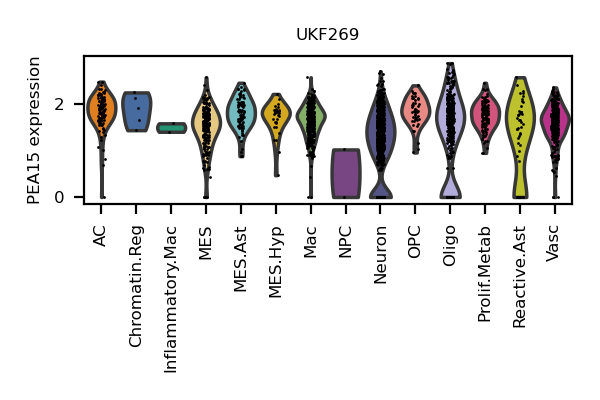 UKF269
PEA15 expression
2
0
AC
Chromatin.Reg
Inflammatory.Mac
MES
MES.Ast
MES.Hyp
Mac
NPC
Neuron
OPC
Oligo
Prolif.Metab
Reactive.Ast
Vasc